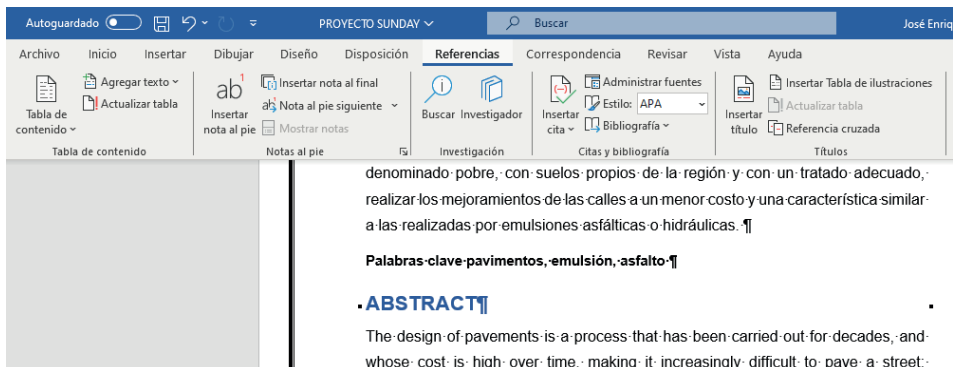 Autoguardado PROYECTO SUNDAY Buscar José Enriq
Archivo Inicio Insertar Dibujar Diseño Disposición Referencias Correspondencia Revisar Vista Ayuda
Tabla de contenido
Agregar texto
Actualizar tabla
Tabla de contenido
ab1
Insertar nota al pie
Insertar nota al final
Nota al pie siguiente
Mostrar notas
Notas al pie
Buscar Investigador
Investigación
Insertar cita
Administrar fuentes
Estilo: APA
Bibliografía
Citas y bibliografía
Insertar título
Insertar Tabla de ilustraciones
Actualizar tabla
Referencia cruzada
Títulos
denominado pobre, con suelos propios de la región y con un tratado adecuado,
realizar los mejoramientos de las calles a un menor costo y una característica similar
a las realizadas por emulsiones asfálticas o hidráulicas. ¶
Palabras clave pavimentos, emulsión, asfalto ¶
ABSTRACT¶
The design of pavements is a process that has been carried out for decades, and
whose cost is high over time, making it increasingly difficult to pave a street;